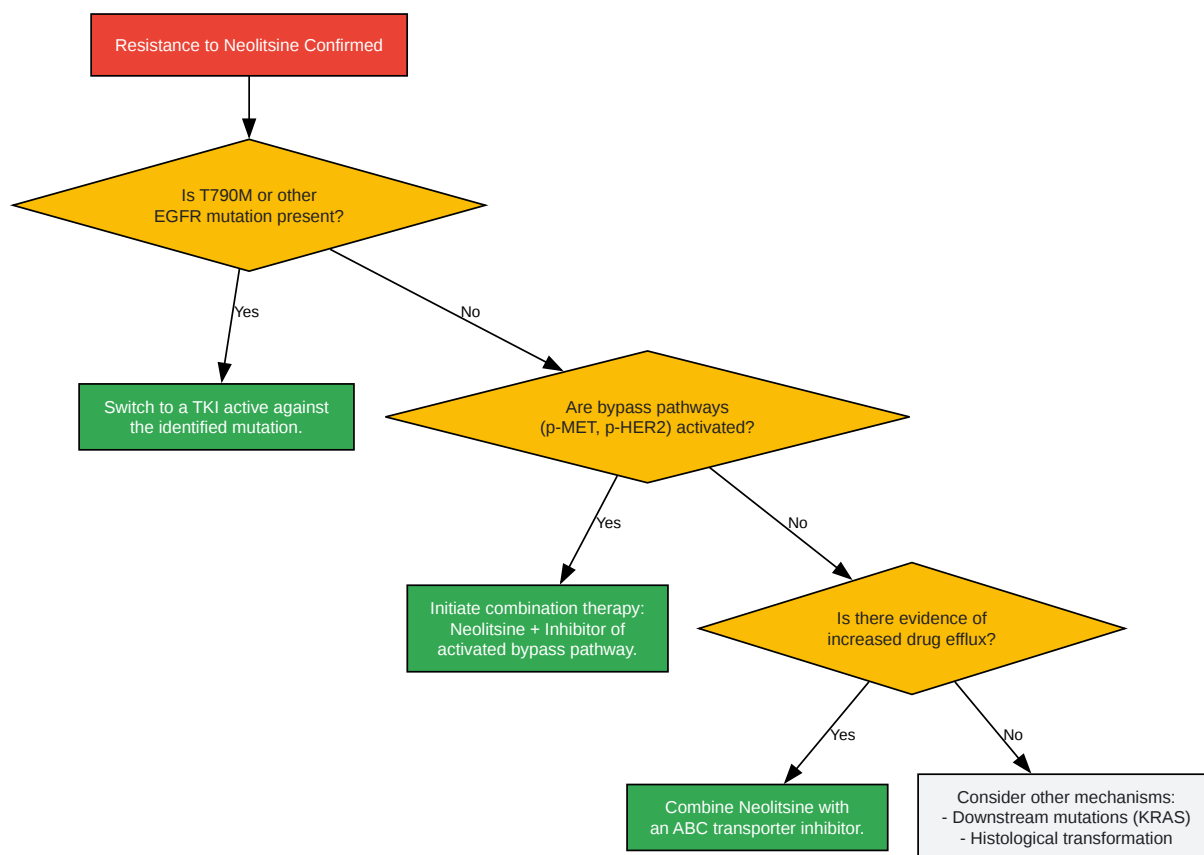 Resistance to Neolitsine Confirmed
Is T790M or other
EGFR mutation present?
Yes
No
Switch to a TKI active against
the identified mutation.
Are bypass pathways
(p-MET, p-HER2) activated?
Yes
No
Initiate combination therapy:
Neolitsine + Inhibitor of
activated bypass pathway.
Is there evidence of
increased drug efflux?
Yes
No
Combine Neolitsine with
an ABC transporter inhibitor.
Consider other mechanisms:
- Downstream mutations (KRAS)
- Histological transformation